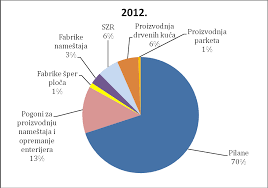 2012.
SZR
6%
Proizvodnja
drvenih kuća
6%
Proizvodnja
parketa
1%
Fabrike
nameštaja
3%
Fabrike šper
ploča
1%
Pogoni za
proizvodnju
nameštaja i
opremanje
enterijera
13%
Pilane
70%